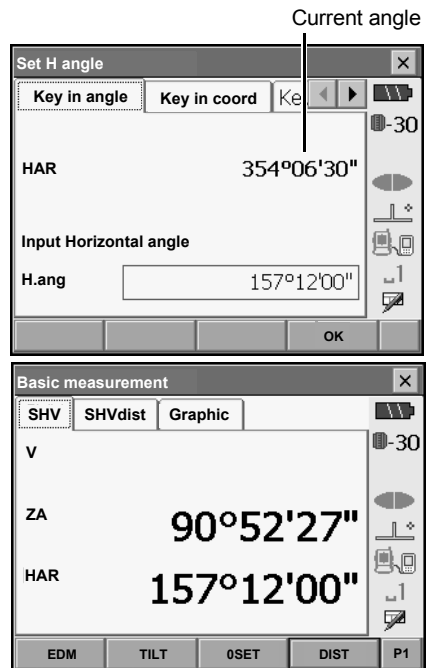 Current angle
Set H angle
Key in angle Key in coord Ke
-30
HAR 354°06'30"
Input Horizontal angle
H.ang 157°12'00"
1
OK
Basic measurement
SHV SHVdist Graphic
-30
V
ZA 90°52'27"
HAR 157°12'00"
1
EDM TILT 0SET DIST P1